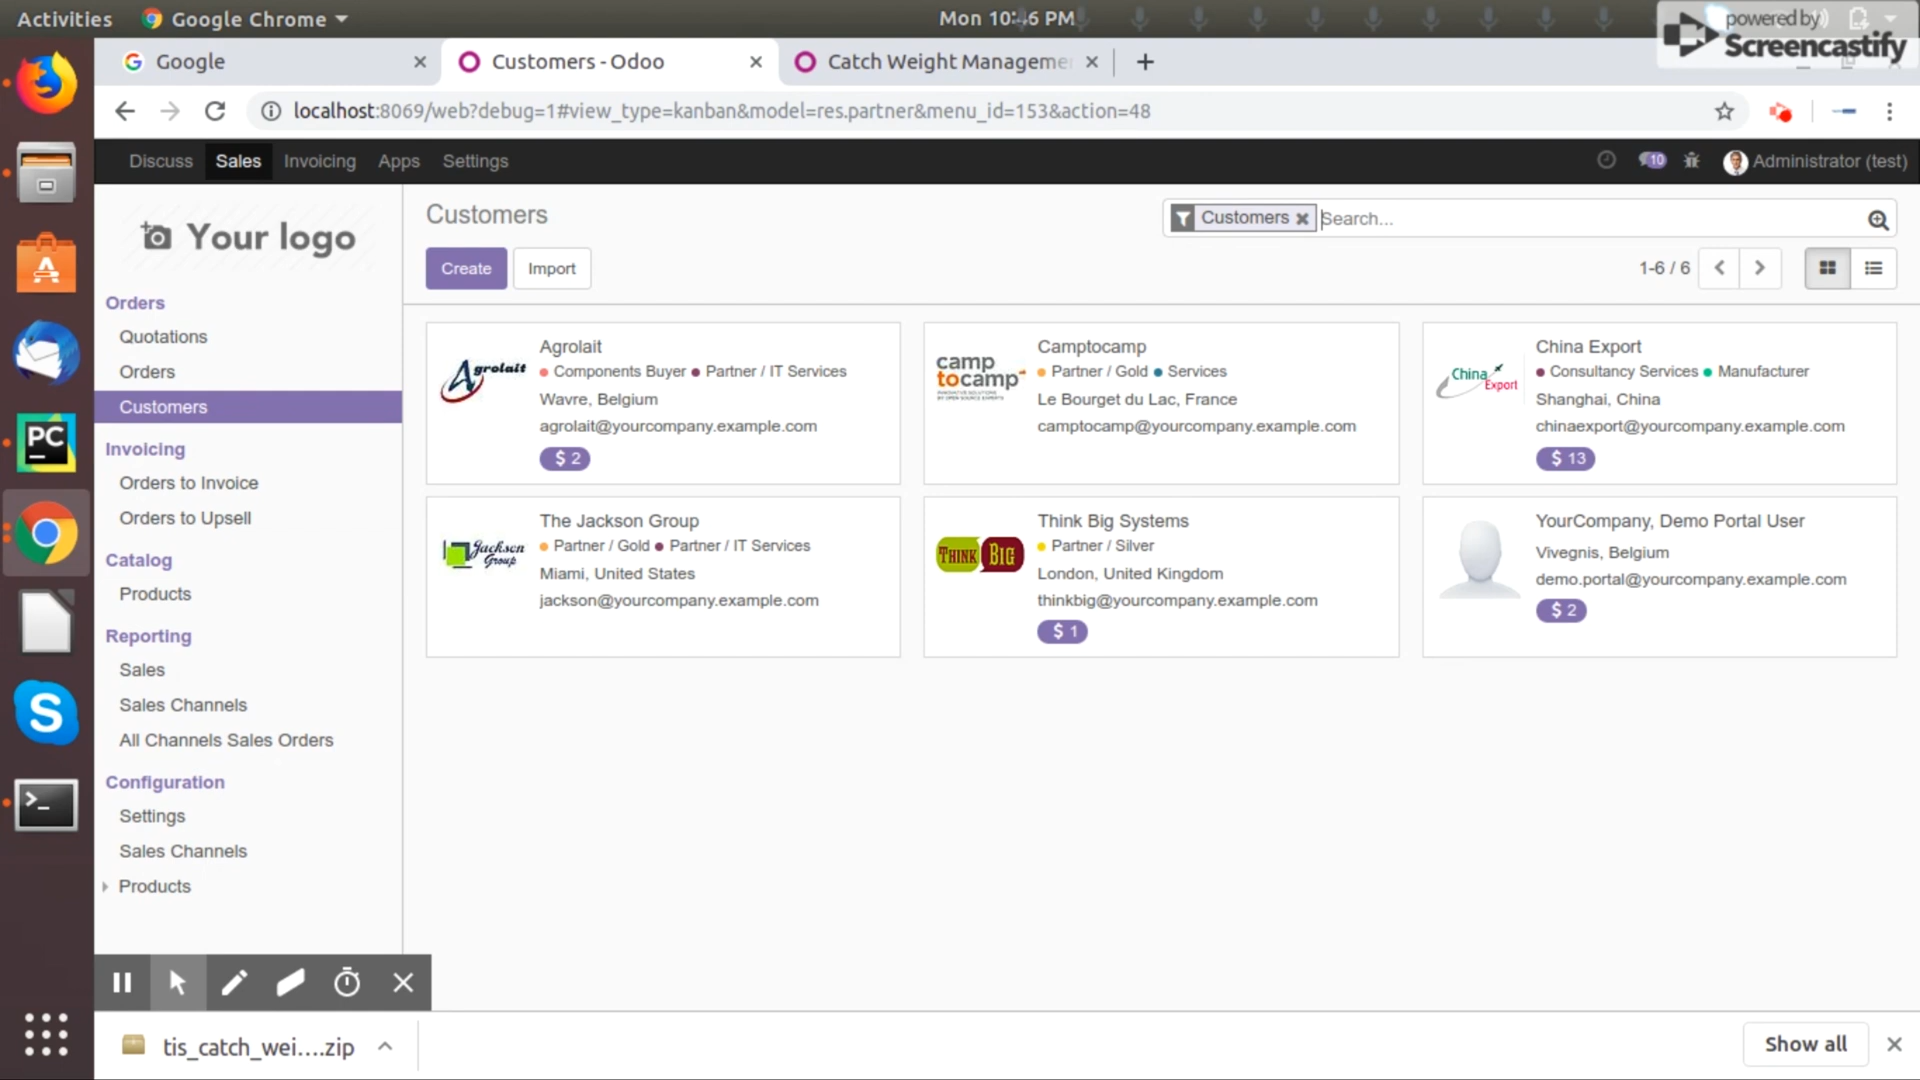 Activities Google Chrome Mon 10:46 PM
powered by
Screencastify
Google Customers - Odoo Catch Weight Manageme
localhost:8069/web?debug=1#view_type=kanban&model=res.partner&menu_id=153&action=48
Discuss Sales Invoicing Apps Settings 10 Administrator (test)
Your logo
Customers
Customers Search...
Create Import 1-6 / 6
Orders
Quotations
Orders
Customers
Invoicing
Orders to Invoice
Orders to Upsell
Catalog
Products
Reporting
Sales
Sales Channels
All Channels Sales Orders
Configuration
Settings
Sales Channels
Products
Agrolait
Agrolait
Components Buyer Partner / IT Services
Wavre, Belgium
agrolait@yourcompany.example.com
$ 2
camp
tocamp
Camptocamp
Partner / Gold Services
Le Bourget du Lac, France
camptocamp@yourcompany.example.com
China
Export
China Export
Consultancy Services Manufacturer
Shanghai, China
chinaexport@yourcompany.example.com
$ 13
Jackson
Group
The Jackson Group
Partner / Gold Partner / IT Services
Miami, United States
jackson@yourcompany.example.com
THINK BIG
Think Big Systems
Partner / Silver
London, United Kingdom
thinkbig@yourcompany.example.com
$ 1
YourCompany, Demo Portal User
Vivegnis, Belgium
demo.portal@yourcompany.example.com
$ 2
PC
S
tis_catch_wei....zip
Show all